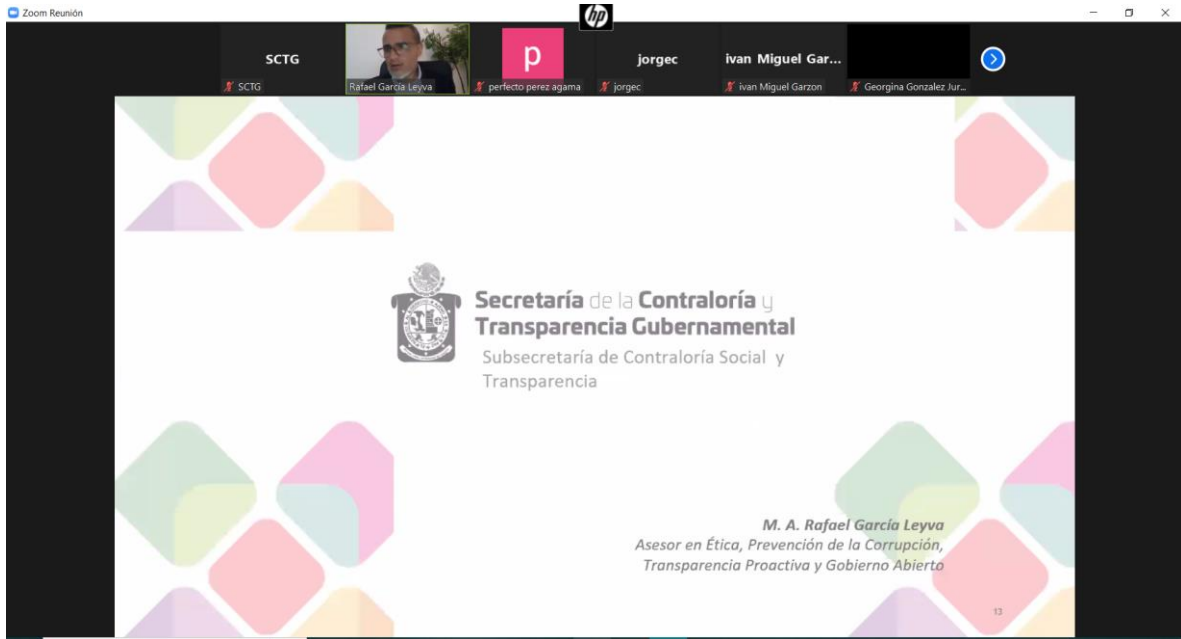 Zoom Reunión
hp
SCTG
p
jorgec
ivan Miguel Gar...
SCTG
Rafael García Leyva
perfecto perez agama
jorgec
ivan Miguel Garzon
Georgina Gonzalez Jur...
Secretaría de la Contraloría y
Transparencia Gubernamental
Subsecretaría de Contraloría Social y
Transparencia
M. A. Rafael García Leyva
Asesor en Ética, Prevención de la Corrupción,
Transparencia Proactiva y Gobierno Abierto
13